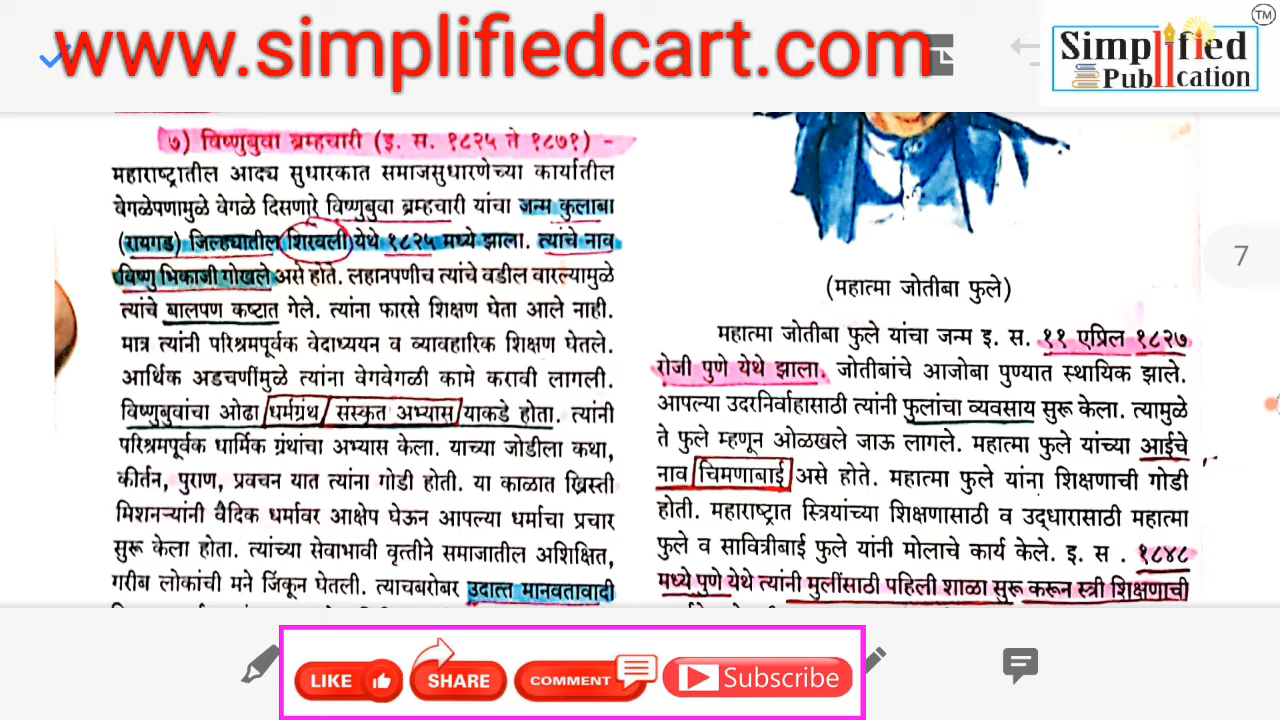 www.simplifiedcart.com
Simplified
Publication
TM
७) विष्णुबुवा ब्रम्हचारी (इ. स. १८२५ ते १८७१) -
महाराष्ट्रातील आद्य सुधारकात समाजसुधारणेच्या कार्यातील
वेगळेपणामुळे वेगळे दिसणारे विष्णुबुवा ब्रम्हचारी यांचा जन्म कुलाबा
(रायगड) जिल्ह्यातील शिरवली येथे १८२५ मध्ये झाला. त्यांचे नाव
विष्णु भिकाजी गोखले असे होते. लहानपणीच त्यांचे वडील वारल्यामुळे
त्यांचे बालपण कष्टात गेले. त्यांना फारसे शिक्षण घेता आले नाही.
मात्र त्यांनी परिश्रमपूर्वक वेदाध्ययन व व्यावहारिक शिक्षण घेतले.
आर्थिक अडचणींमुळे त्यांना वेगवेगळी कामे करावी लागली.
विष्णुबुवांचा ओढा धर्मग्रंथ संस्कृत अभ्यास याकडे होता. त्यांनी
परिश्रमपूर्वक धार्मिक ग्रंथांचा अभ्यास केला. याच्या जोडीला कथा,
कीर्तन, पुराण, प्रवचन यात त्यांना गोडी होती. या काळात ख्रिस्ती
मिशनऱ्यांनी वैदिक धर्मावर आक्षेप घेऊन आपल्या धर्माचा प्रचार
सुरू केला होता. त्यांच्या सेवाभावी वृत्तीने समाजातील अशिक्षित,
गरीब लोकांची मने जिंकून घेतली. त्याचबरोबर उदात्त मानवतावादी
(महात्मा जोतीबा फुले)
महात्मा जोतीबा फुले यांचा जन्म इ. स. ११ एप्रिल १८२७
रोजी पुणे येथे झाला. जोतीबांचे आजोबा पुण्यात स्थायिक झाले.
आपल्या उदरनिर्वाहासाठी त्यांनी फुलांचा व्यवसाय सुरू केला. त्यामुळे
ते फुले म्हणून ओळखले जाऊ लागले. महात्मा फुले यांच्या आईचे
नाव चिमणाबाई असे होते. महात्मा फुले यांना शिक्षणाची गोडी
होती. महाराष्ट्रात स्त्रियांच्या शिक्षणासाठी व उद्धारासाठी महात्मा
फुले व सावित्रीबाई फुले यांनी मोलाचे कार्य केले. इ. स . १८४८
मध्ये पुणे येथे त्यांनी मुलींसाठी पहिली शाळा सुरू करून स्त्री शिक्षणाची
7
LIKE
SHARE
COMMENT
Subscribe